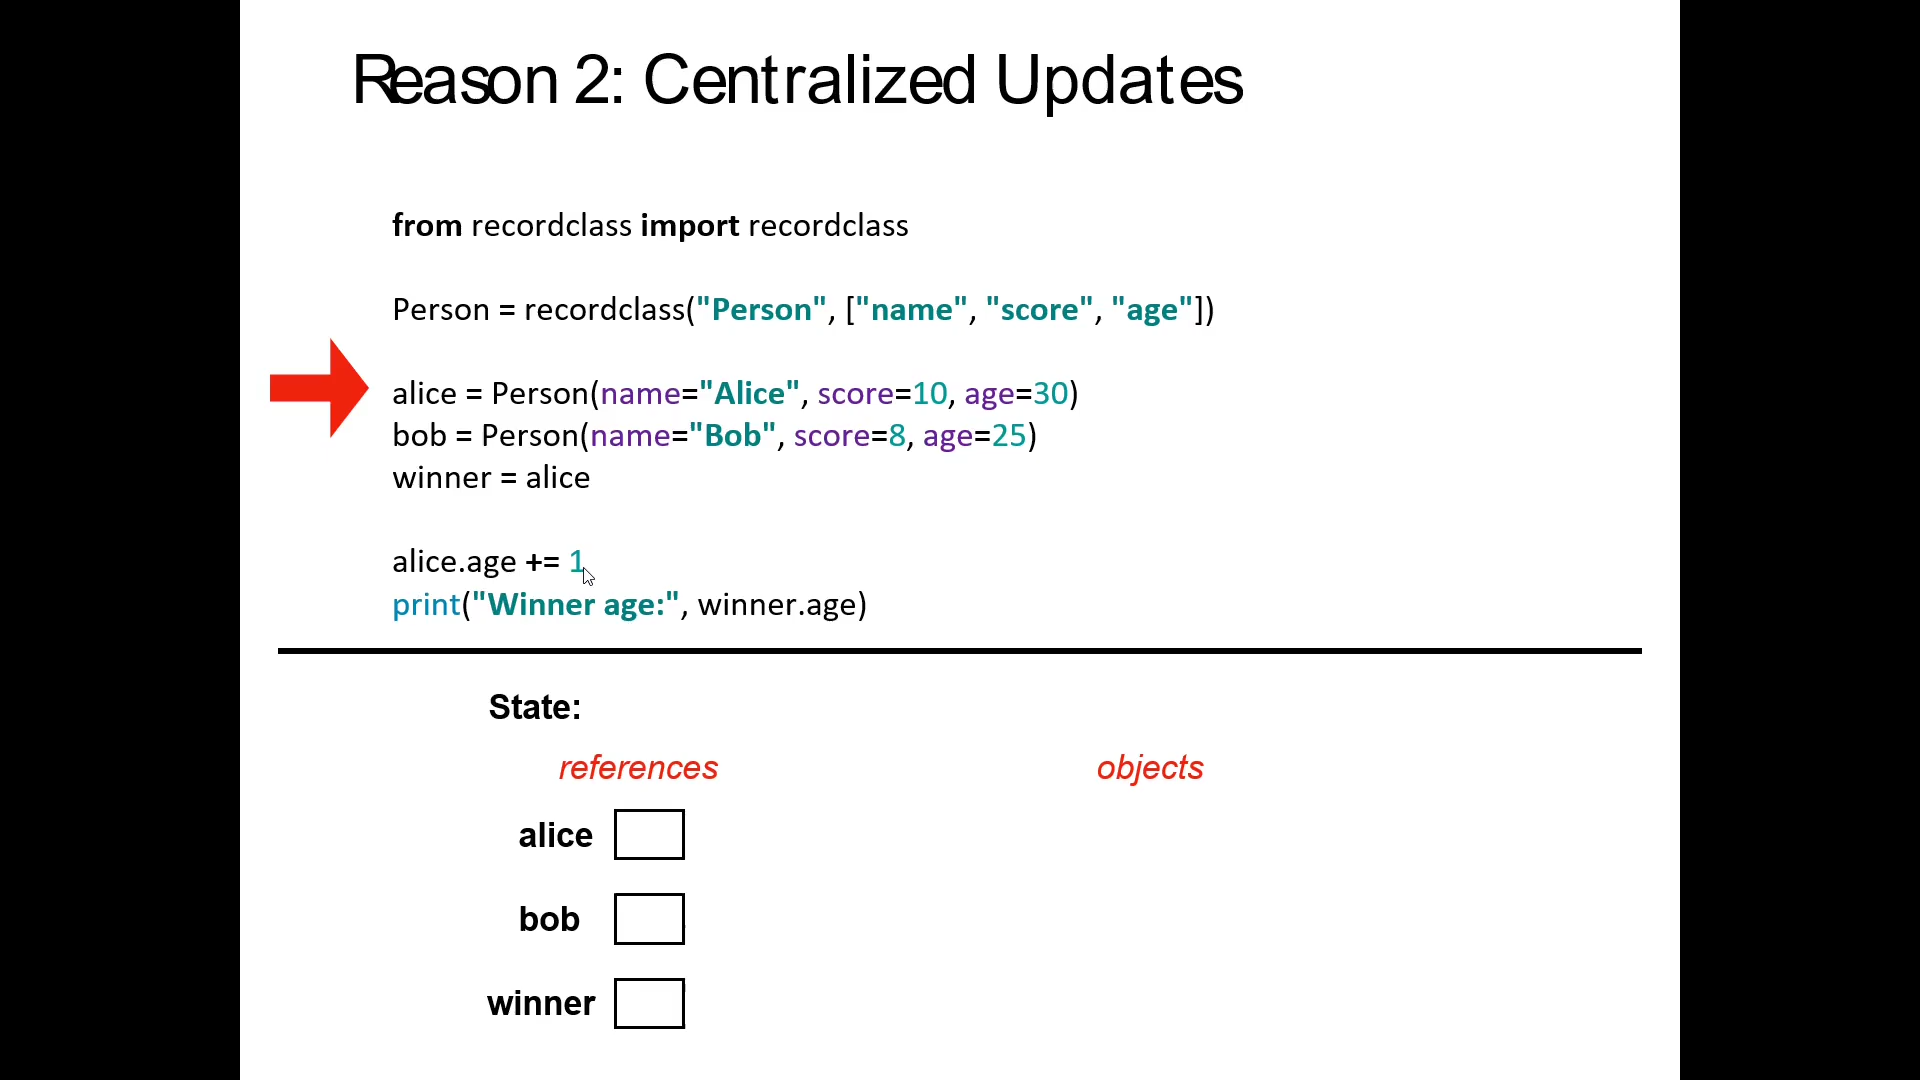 Reason 2: Centralized Updates
from recordclass import recordclass
Person = recordclass("Person", ["name", "score", "age"])
alice = Person(name="Alice", score=10, age=30)
bob = Person(name="Bob", score=8, age=25)
winner = alice
alice.age += 1
print("Winner age:", winner.age)
State:
references
objects
alice
bob
winner